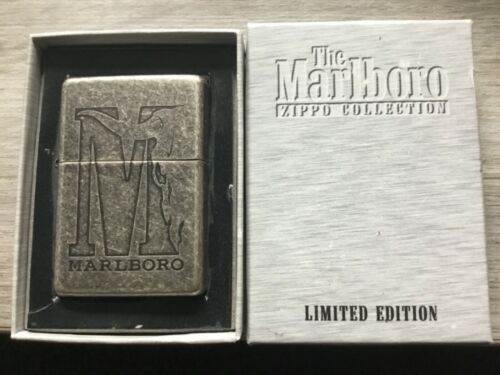 M
MARLBORO
The
Marlboro
ZIPPO COLLECTION
LIMITED EDITION